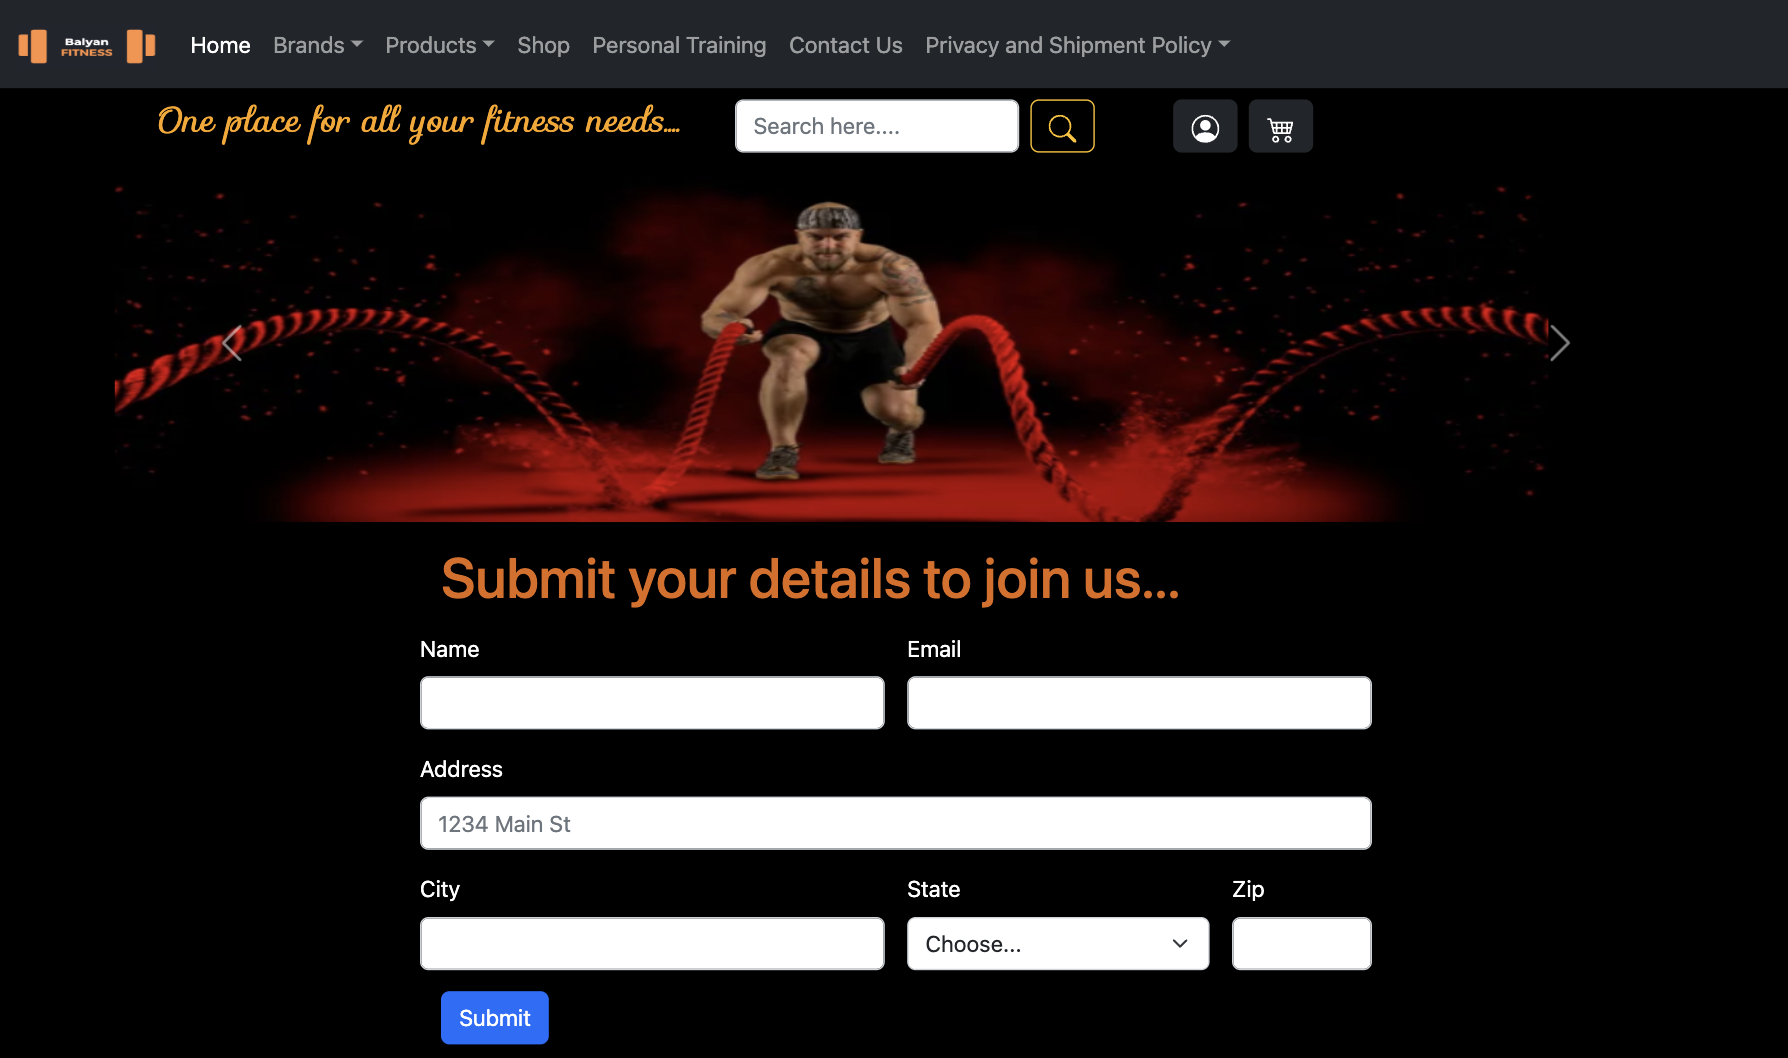 Balyan
FITNESS
Home Brands Products Shop Personal Training Contact Us Privacy and Shipment Policy
One place for all your fitness needs...
Search here....
Submit your details to join us...
Name Email
Address
1234 Main St
City State Zip
Choose...
Submit